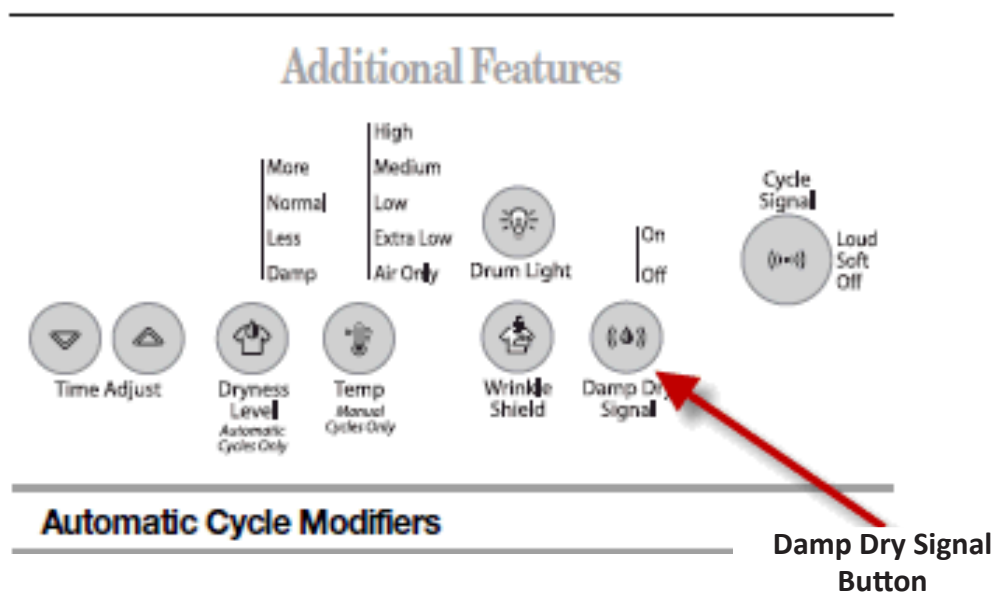 Additional Features
High
More
Medium
Normal
Low
Less
Extra Low
Damp
Air Only
Drum Light
On
Off
Cycle
Signal
Loud
Soft
Off
Time Adjust
Dryness
Level
Automatic
Cycles Only
Temp
Manual
Cycles Only
Wrinkle
Shield
Damp Dry
Signal
Automatic Cycle Modifiers
Damp Dry Signal
Button